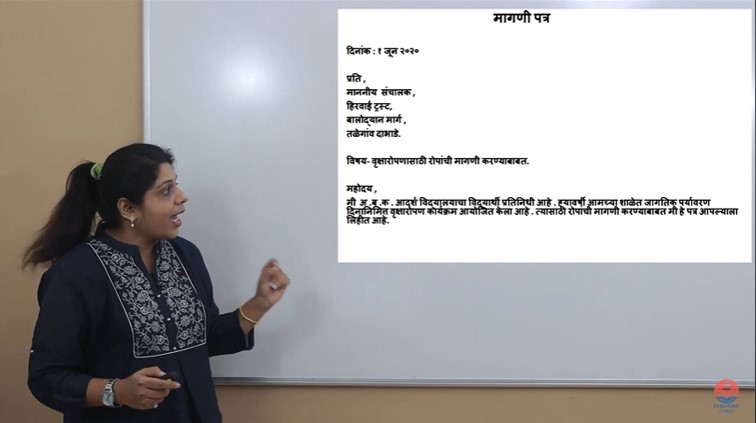 मागणी पत्र
दिनांक : १ जून २०२०
प्रति ,
माननीय संचालक ,
हिरवाई ट्रस्ट,
बालोद्यान मार्ग ,
तळेगांव दाभाडे.
विषय- वृक्षारोपणासाठी रोपांची मागणी करण्याबाबत.
महोदय ,
मी अ .ब .क . आदर्श विद्यालयाचा विद्यार्थी प्रतिनिधी आहे . ह्यावर्षी आमच्या शाळेत जागतिक पर्यावरण
दिनानिमित्त वृक्षारोपण कार्यक्रम आयोजित केला आहे . त्यासाठी रोपांची मागणी करण्याबाबत मी हे पत्र आपल्याला
लिहीत आहे.